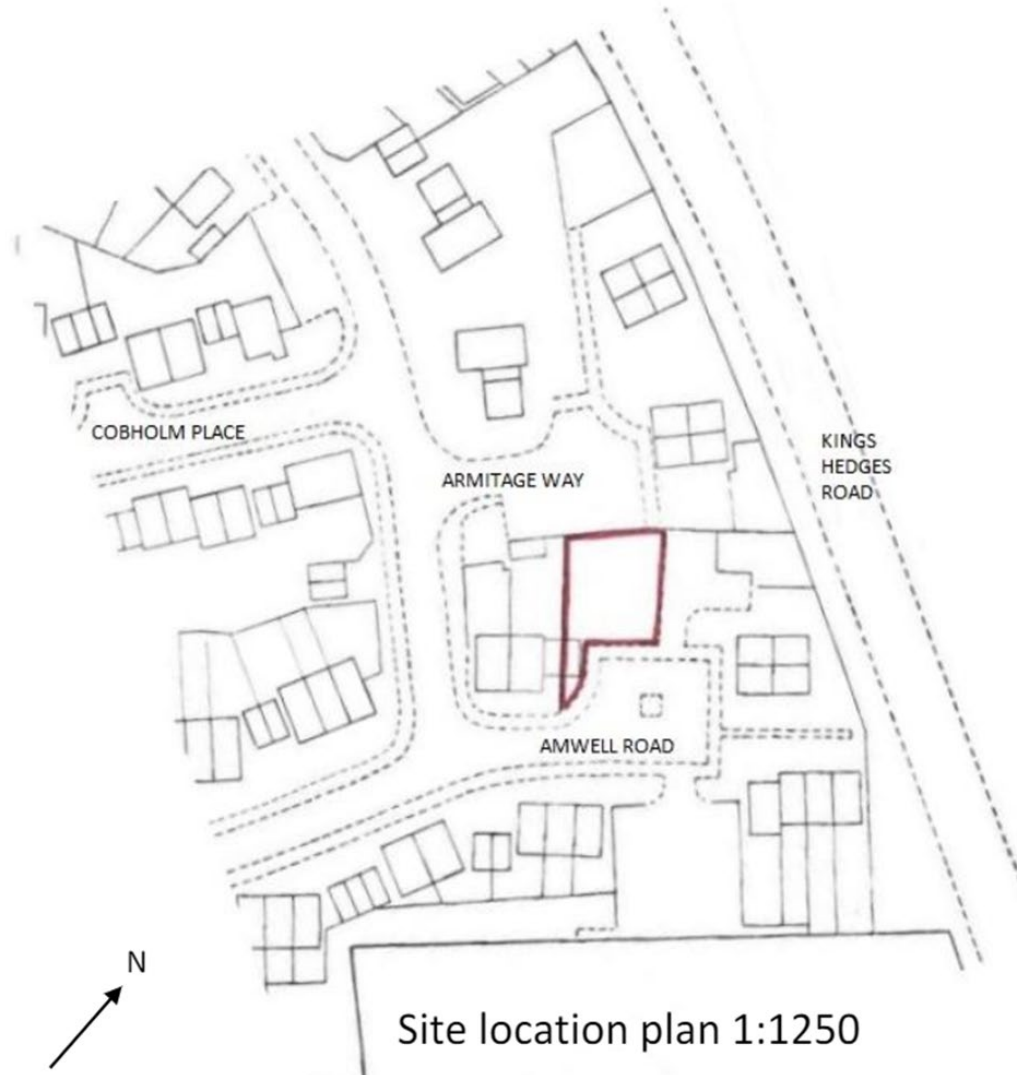 COBHOLM PLACE
KINGS
HEDGES
ROAD
ARMITAGE WAY
AMWELL ROAD
N
Site location plan 1:1250